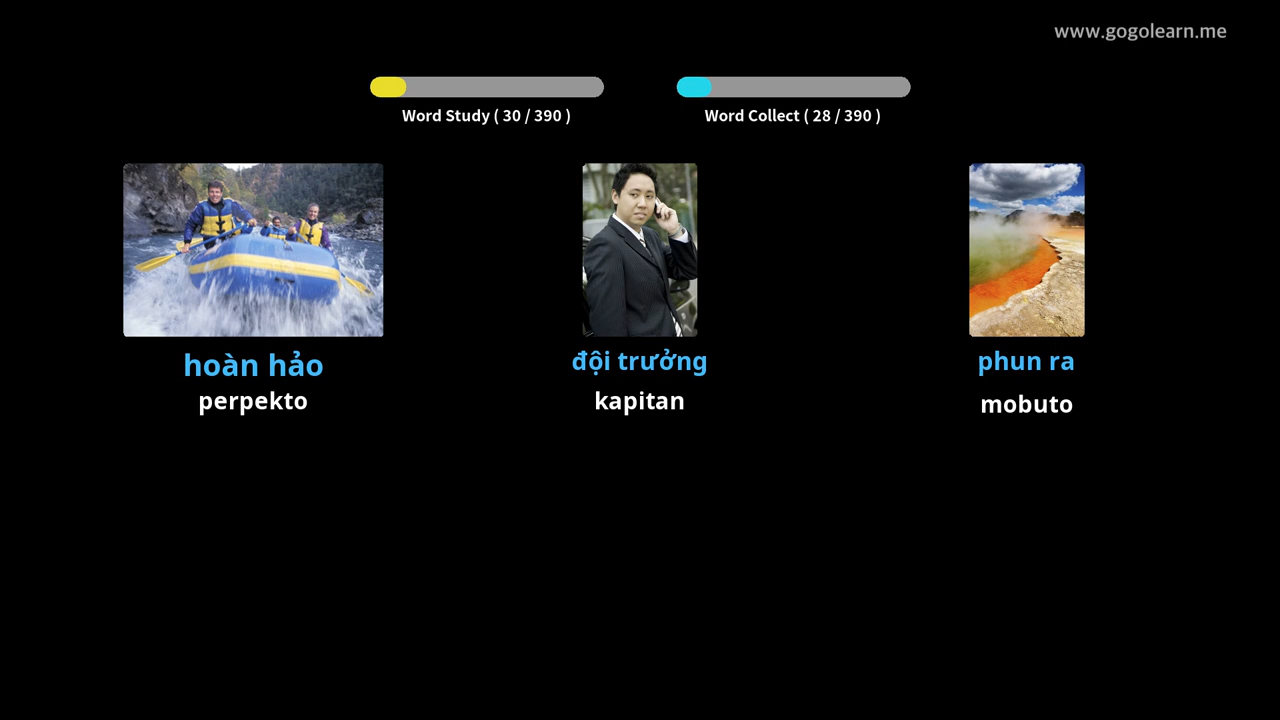 www.gogolearn.me
Word Study ( 30 / 390 )
Word Collect ( 28 / 390 )
hoàn hảo
perpekto
đội trưởng
kapitan
phun ra
mobuto